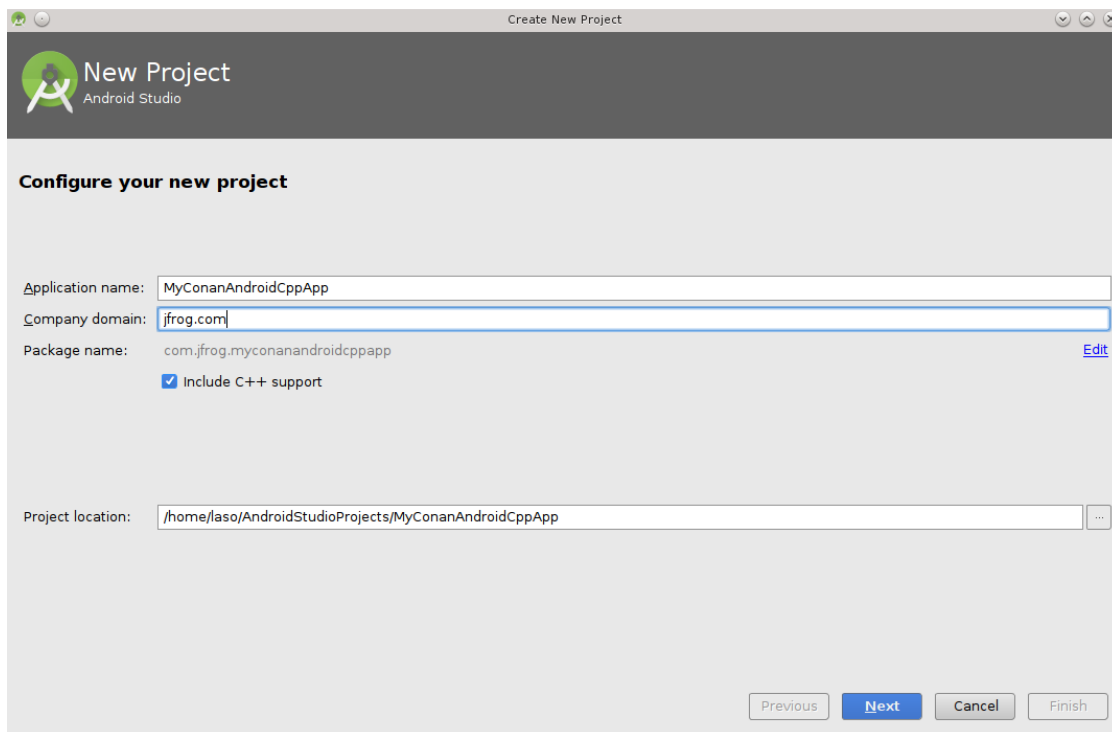 Create New Project
New Project
Android Studio
Configure your new project
Application name: MyConanAndroidCppApp
Company domain: jfrog.com
Package name: com.jfrog.myconanandroidcppapp Edit
Include C++ support
Project location: /home/laso/AndroidStudioProjects/MyConanAndroidCppApp ...
Previous Next Cancel Finish